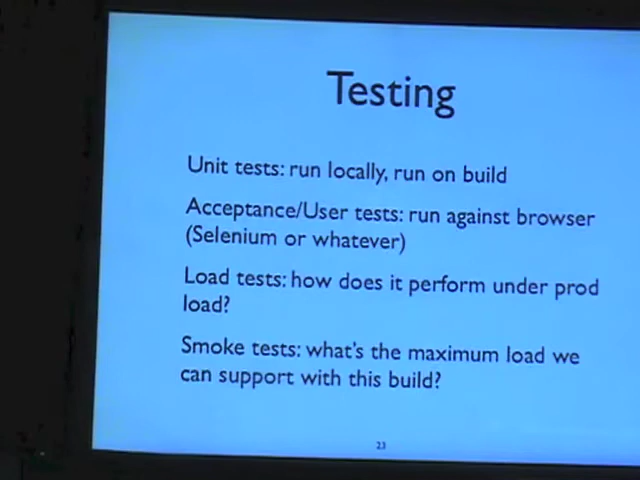 Testing
Unit tests: run locally, run on build
Acceptance/User tests: run against browser
(Selenium or whatever)
Load tests: how does it perform under prod
load?
Smoke tests: what's the maximum load we
can support with this build?
23